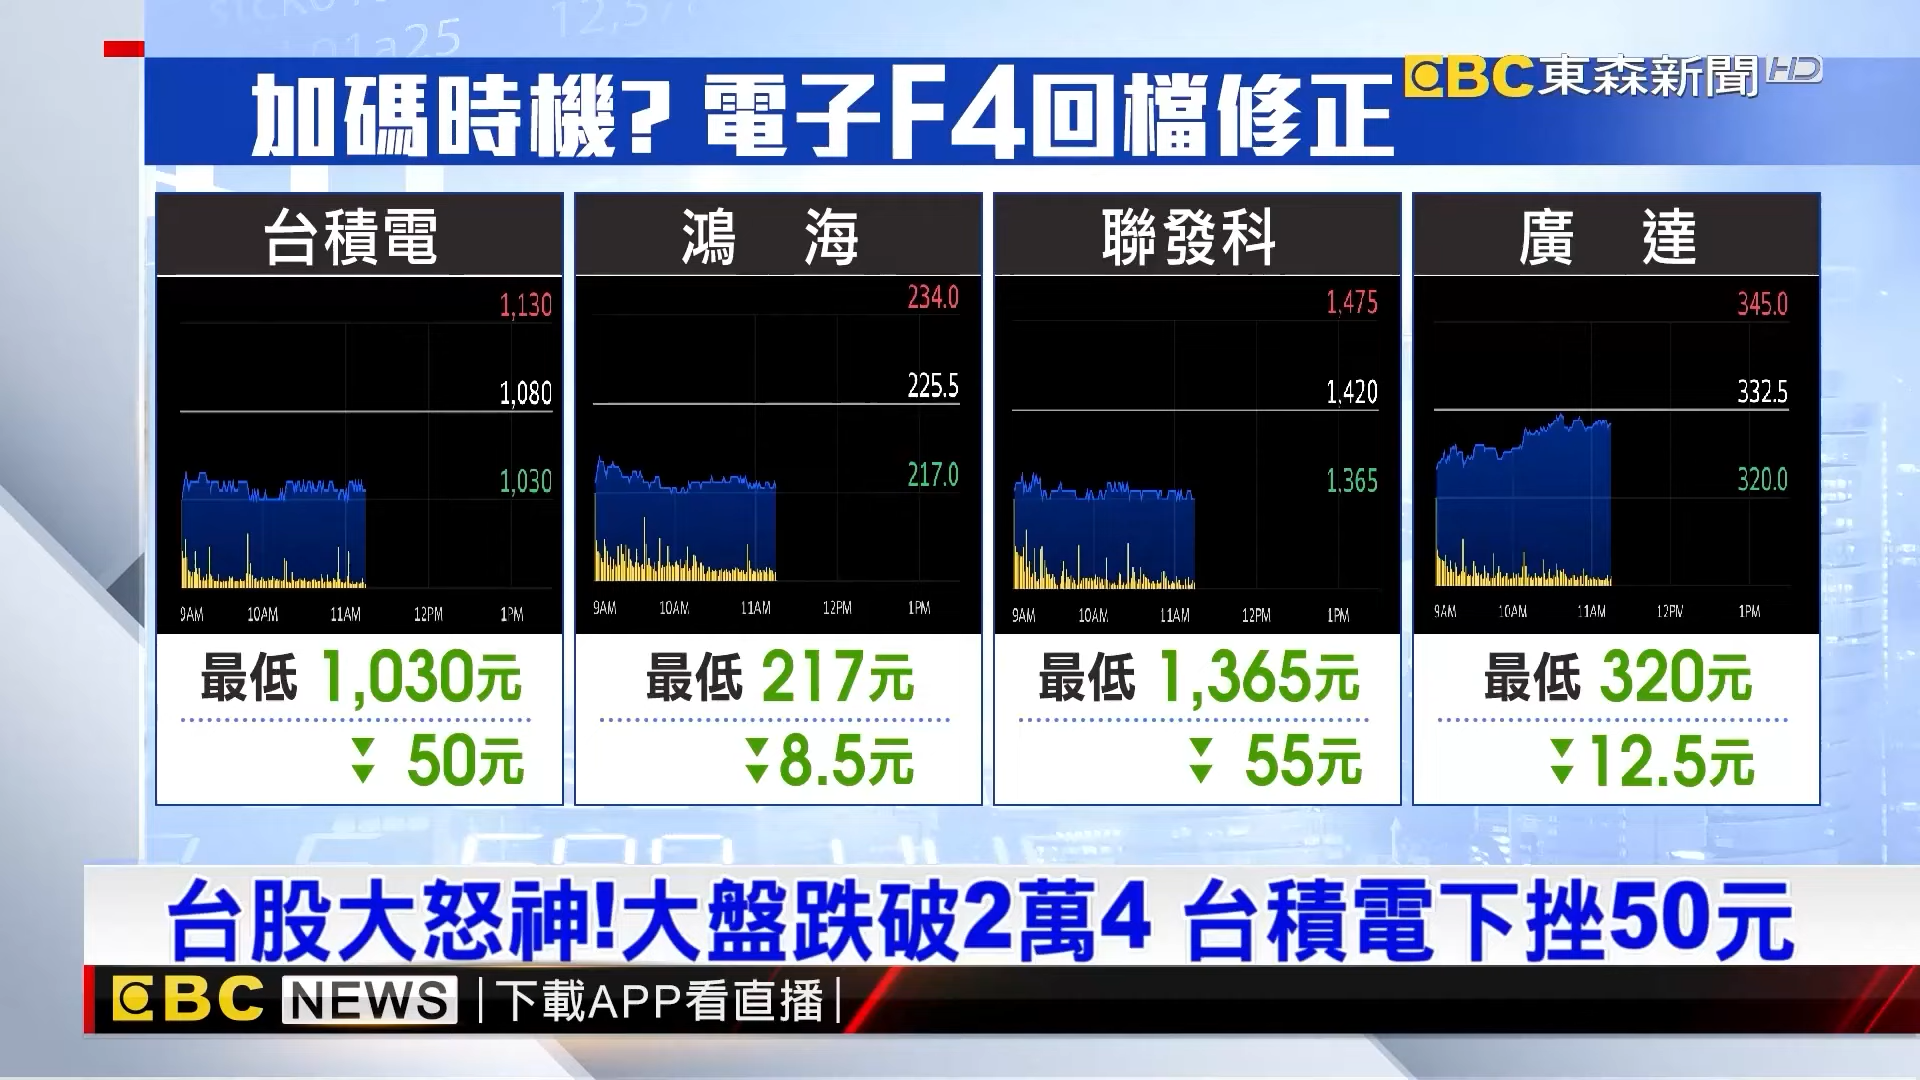 加碼時機? 電子F4回檔修正
EBC東森新聞HD
台積電
1,130
1,080
1,030
9AM 10AM 11AM 12PM 1PM
最低 1,030元
50元
鴻 海
234.0
225.5
217.0
9AM 10AM 11AM 12PM 1PM
最低 217元
8.5元
聯發科
1,475
1,420
1,365
9AM 10AM 11AM 12PM 1PM
最低 1,365元
55元
廣 達
345.0
332.5
320.0
9AM 10AM 11AM 12PM 1PM
最低 320元
12.5元
台股大怒神!大盤跌破2萬4 台積電下挫50元
EBC NEWS |下載APP看直播|